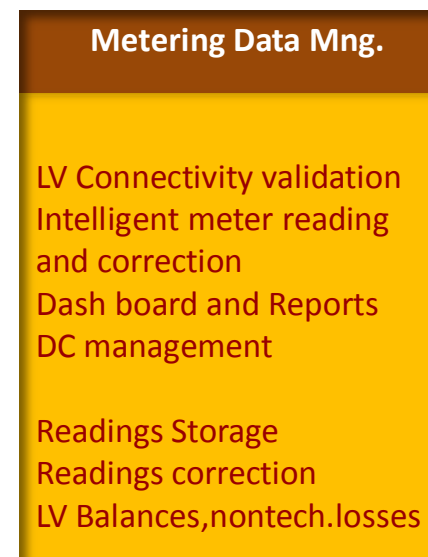 Metering Data Mng.
LV Connectivity validation
Intelligent meter reading
and correction
Dash board and Reports
DC management
Readings Storage
Readings correction
LV Balances,nontech.losses